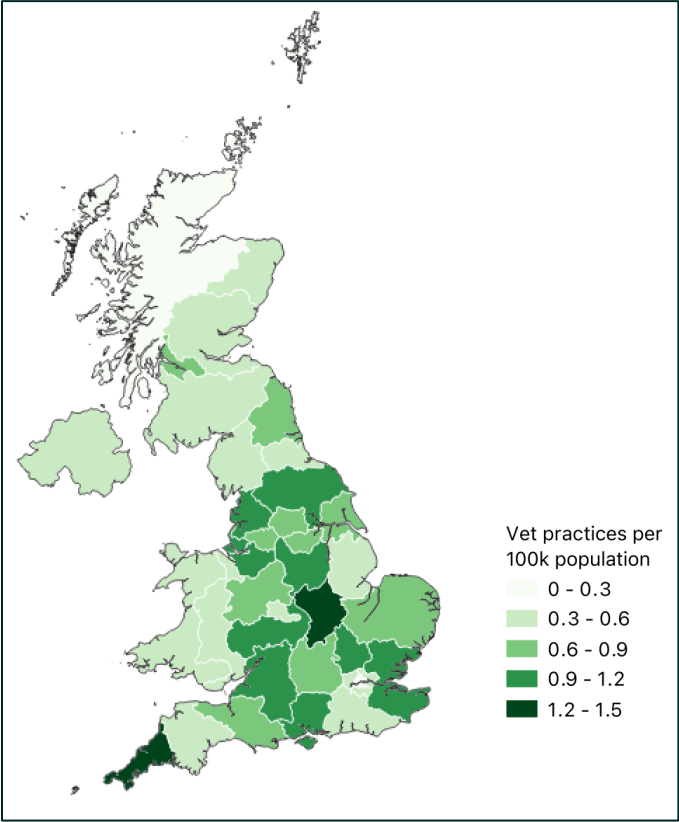 Vet practices per
100k population
0 - 0.3
0.3 - 0.6
0.6 - 0.9
0.9 - 1.2
1.2 - 1.5